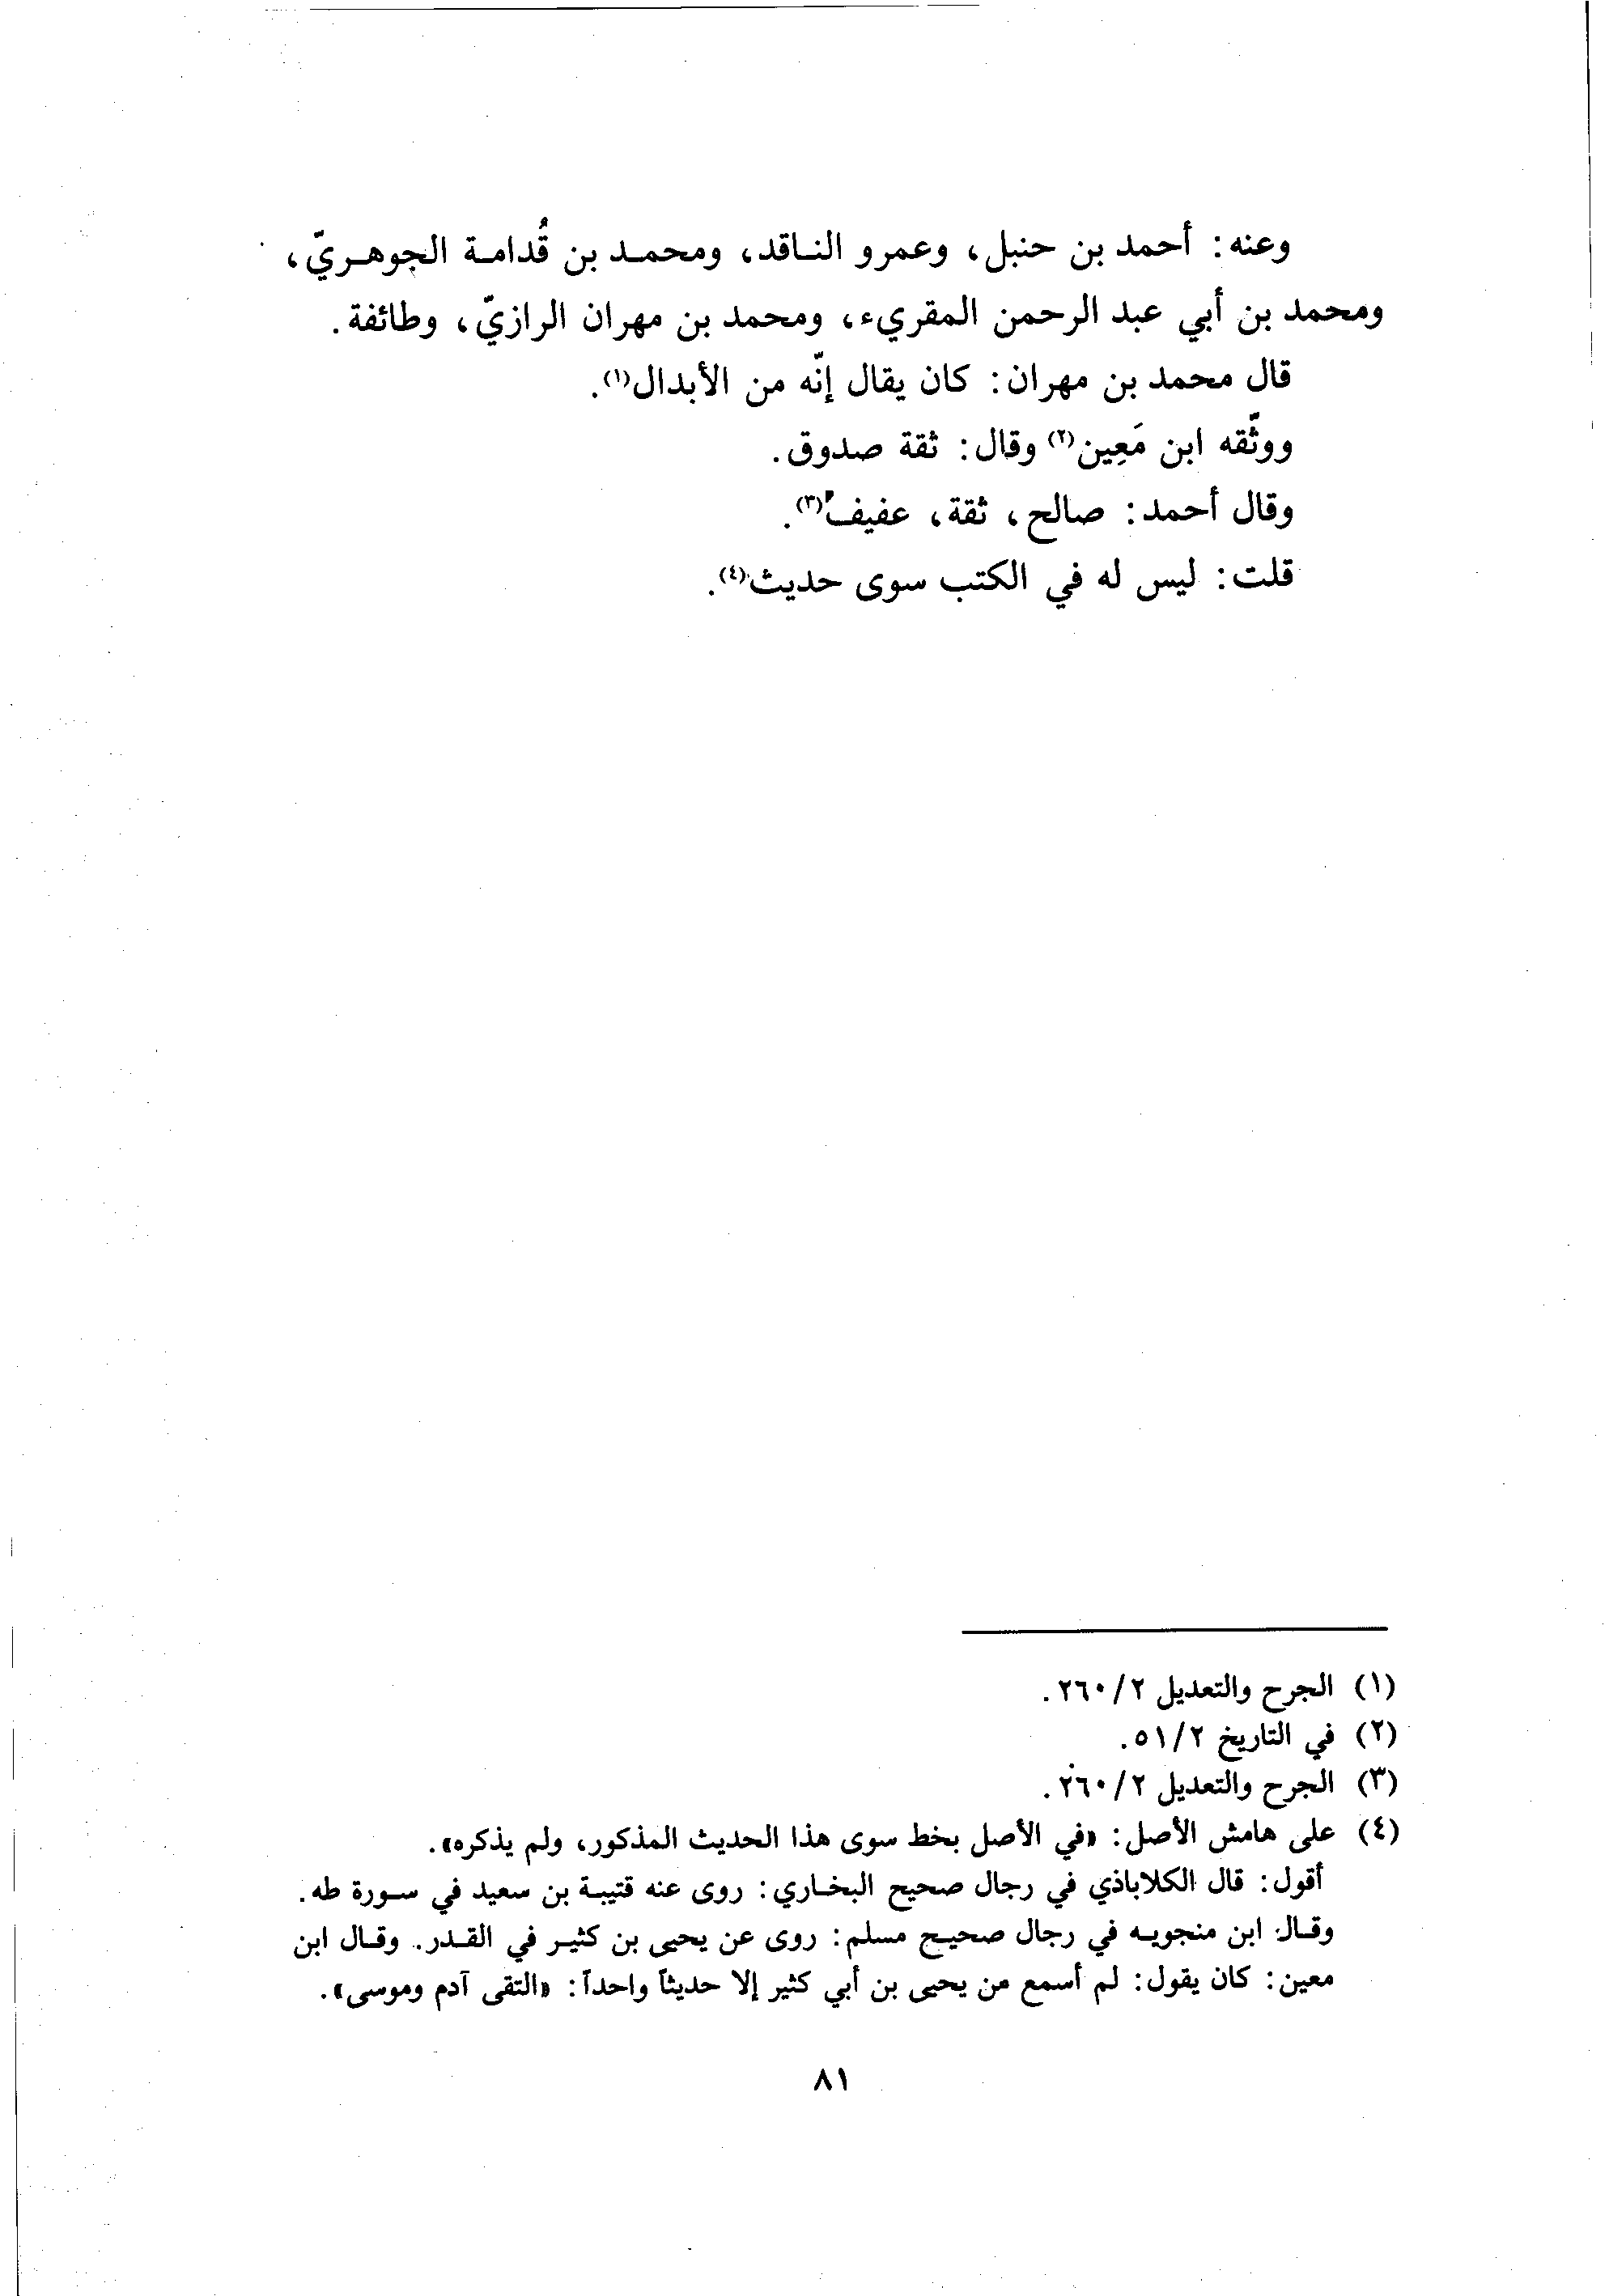 وعنه: أحمد بن حنبل، وعمرو الناقد، ومحمد بن قُدامة الجوهريّ،
ومحمد بن أبي عبد الرحمن المقريء، ومحمد بن مهران الرازيّ، وطائفة.
قال محمد بن مهران: كان يقال إنّه من الأبدال(١).
ووثّقه ابن مَعِين(٢) وقال: ثقة صدوق.
وقال أحمد: صالح، ثقة، عفيف(٣).
قلت: ليس له في الكتب سوى حديث(٤).
(١) الجرح والتعديل ٢/٢٦٠.
(٢) في التاريخ ٢/٥١.
(٣) الجرح والتعديل ٢/٢٦٠.
(٤) على هامش الأصل: «في الأصل بخط سوى هذا الحديث المذكور، ولم يذكره».
أقول: قال الكلاباذي في رجال صحيح البخاري: روى عنه قتيبة بن سعيد في سورة طه.
وقال ابن منجويه في رجال صحيح مسلم: روى عن يحيى بن كثير في القدر. وقال ابن
معين: كان يقول: لم أسمع من يحيى بن أبي كثير إلا حديثاً واحداً: «التقى آدم وموسى».
٨١